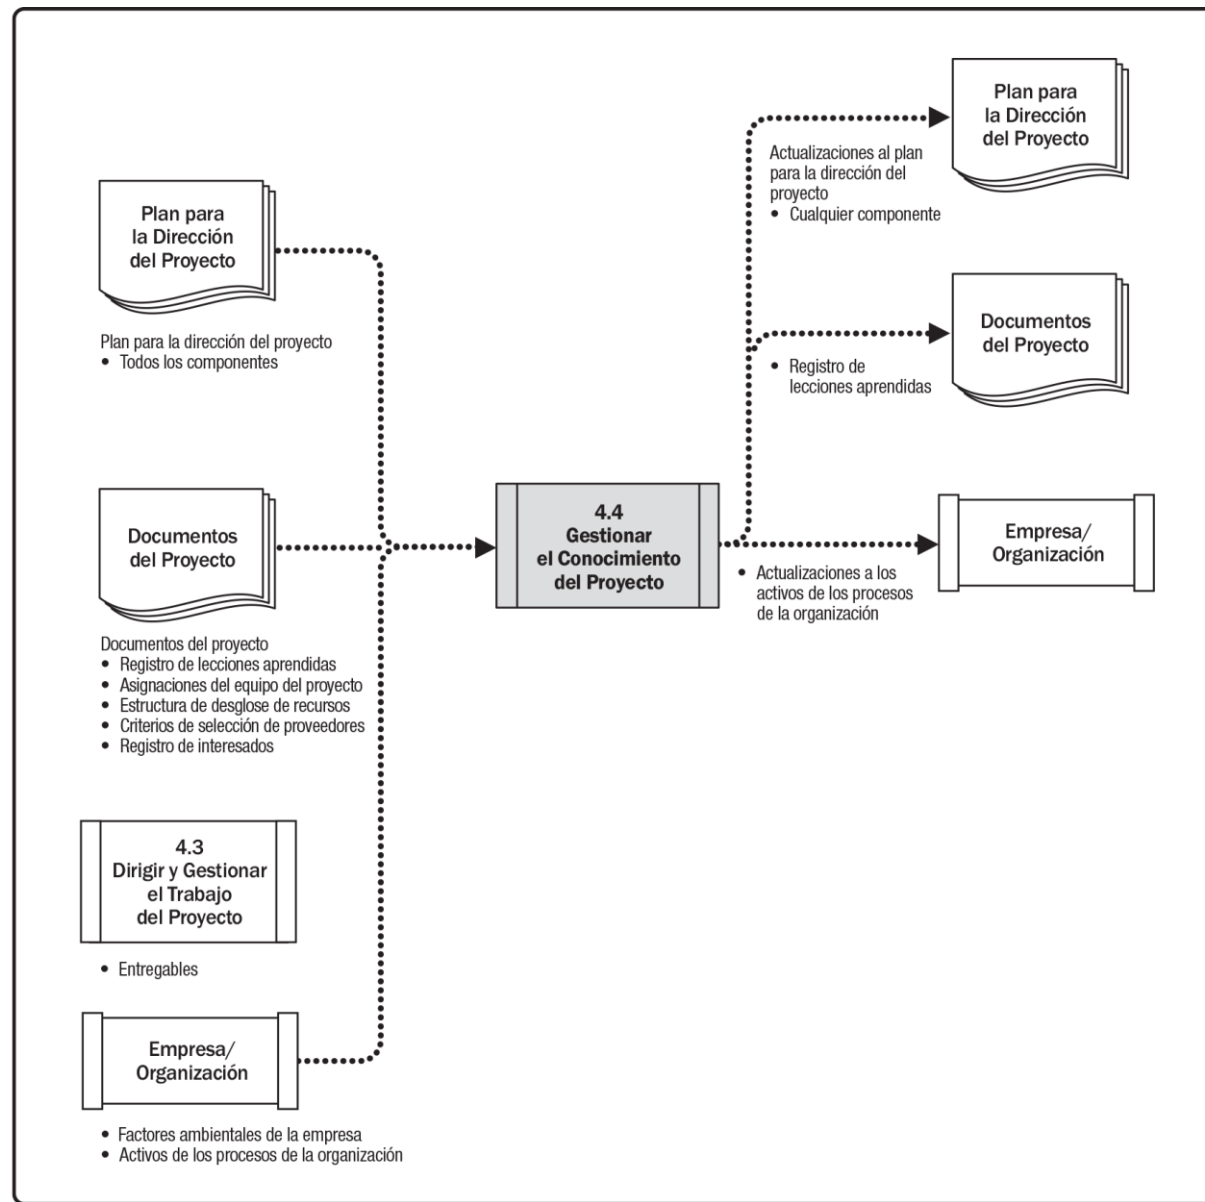 Plan para
la Dirección
del Proyecto
Plan para la dirección del proyecto
• Todos los componentes
Documentos
del Proyecto
Documentos del proyecto
• Registro de lecciones aprendidas
• Asignaciones del equipo del proyecto
• Estructura de desglose de recursos
• Criterios de selección de proveedores
• Registro de interesados
4.3
Dirigir y Gestionar
el Trabajo
del Proyecto
• Entregables
Empresa/
Organización
• Factores ambientales de la empresa
• Activos de los procesos de la organización
4.4
Gestionar
el Conocimiento
del Proyecto
Plan para
la Dirección
del Proyecto
Actualizaciones al plan
para la dirección del
proyecto
• Cualquier componente
Documentos
del Proyecto
• Registro de
lecciones aprendidas
Empresa/
Organización
• Actualizaciones a los
activos de los procesos
de la organización